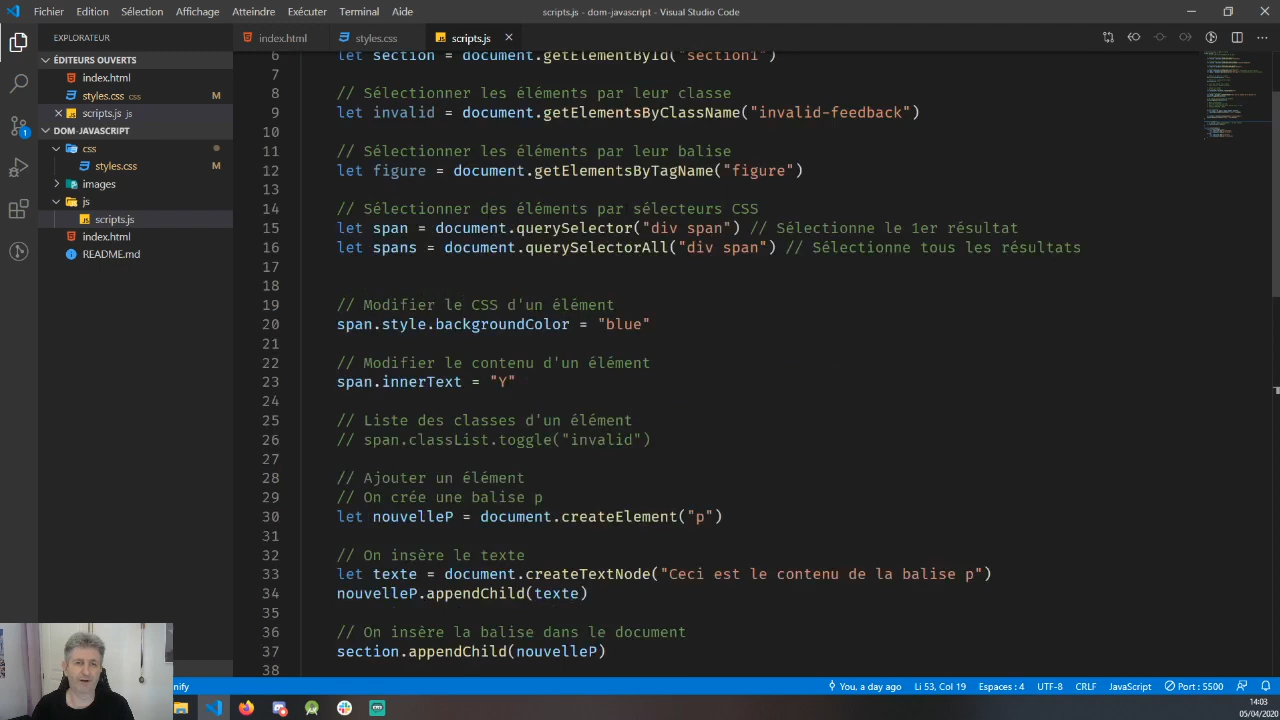 Fichier Edition Sélection Affichage Atteindre Exécuter Terminal Aide
scripts.js - dom-javascript - Visual Studio Code
EXPLORATEUR
index.html
styles.css
scripts.js
ÉDITEURS OUVERTS
index.html
styles.css css M
scripts.js js
DOM-JAVASCRIPT
css
styles.css M
images
js
scripts.js
index.html
README.md
1
6 let section = document.getElementById("section1")
7
8 // Sélectionner les éléments par leur classe
9 let invalid = document.getElementsByClassName("invalid-feedback")
10
11 // Sélectionner les éléments par leur balise
12 let figure = document.getElementsByTagName("figure")
13
14 // Sélectionner des éléments par sélecteurs CSS
15 let span = document.querySelector("div span") // Sélectionne le 1er résultat
16 let spans = document.querySelectorAll("div span") // Sélectionne tous les résultats
17
18
19 // Modifier le CSS d'un élément
20 span.style.backgroundColor = "blue"
21
22 // Modifier le contenu d'un élément
23 span.innerText = "Y"
24
25 // Liste des classes d'un élément
26 // span.classList.toggle("invalid")
27
28 // Ajouter un élément
29 // On crée une balise p
30 let nouvelleP = document.createElement("p")
31
32 // On insère le texte
33 let texte = document.createTextNode("Ceci est le contenu de la balise p")
34 nouvelleP.appendChild(texte)
35
36 // On insère la balise dans le document
37 section.appendChild(nouvelleP)
38
You, a day ago Li 53, Col 19 Espaces : 4 UTF-8 CRLF JavaScript Port : 5500
14:03
05/04/2020